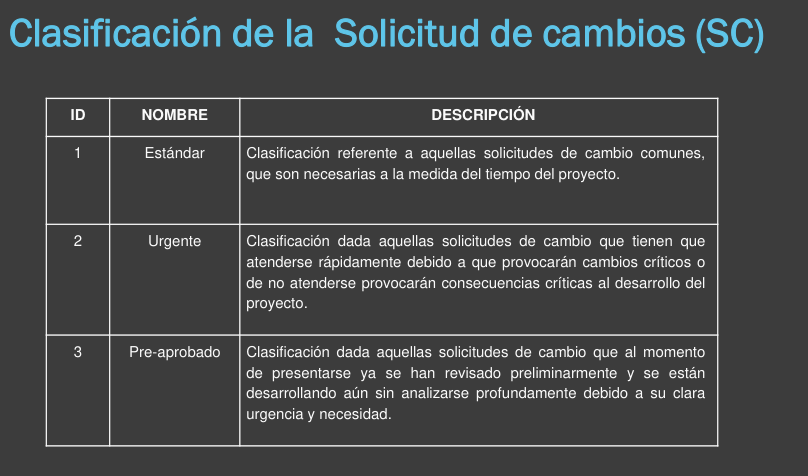 Clasificación de la Solicitud de cambios (SC)
ID NOMBRE DESCRIPCIÓN
1 Estándar Clasificación referente a aquellas solicitudes de cambio comunes,
que son necesarias a la medida del tiempo del proyecto.
2 Urgente Clasificación dada aquellas solicitudes de cambio que tienen que
atenderse rápidamente debido a que provocarán cambios críticos o
de no atenderse provocarán consecuencias críticas al desarrollo del
proyecto.
3 Pre-aprobado Clasificación dada aquellas solicitudes de cambio que al momento
de presentarse ya se han revisado preliminarmente y se están
desarrollando aún sin analizarse profundamente debido a su clara
urgencia y necesidad.